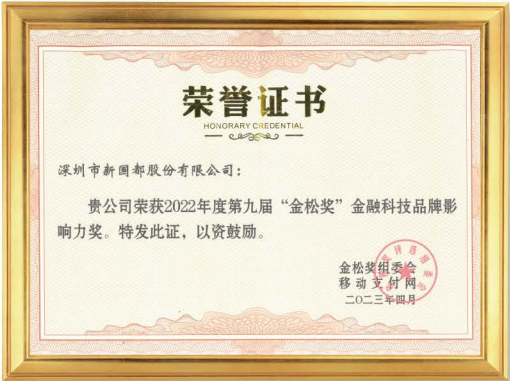 荣誉证书
HONORARY CREDENTIAL
深圳市新国都股份有限公司：
贵公司荣获2022年度第九届“金松奖”金融科技品牌影
响力奖。特发此证，以资鼓励。
金松奖组委会
移动支付网
二〇二三年四月